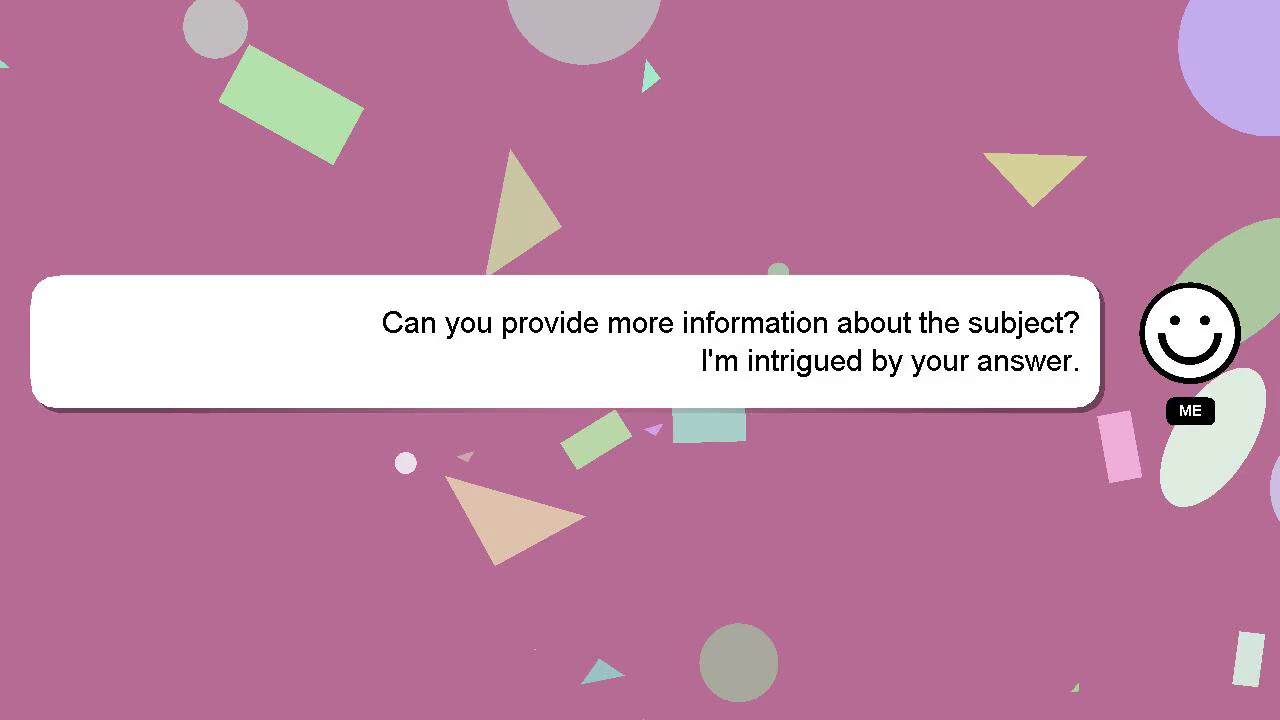 Can you provide more information about the subject?
I'm intrigued by your answer.
ME